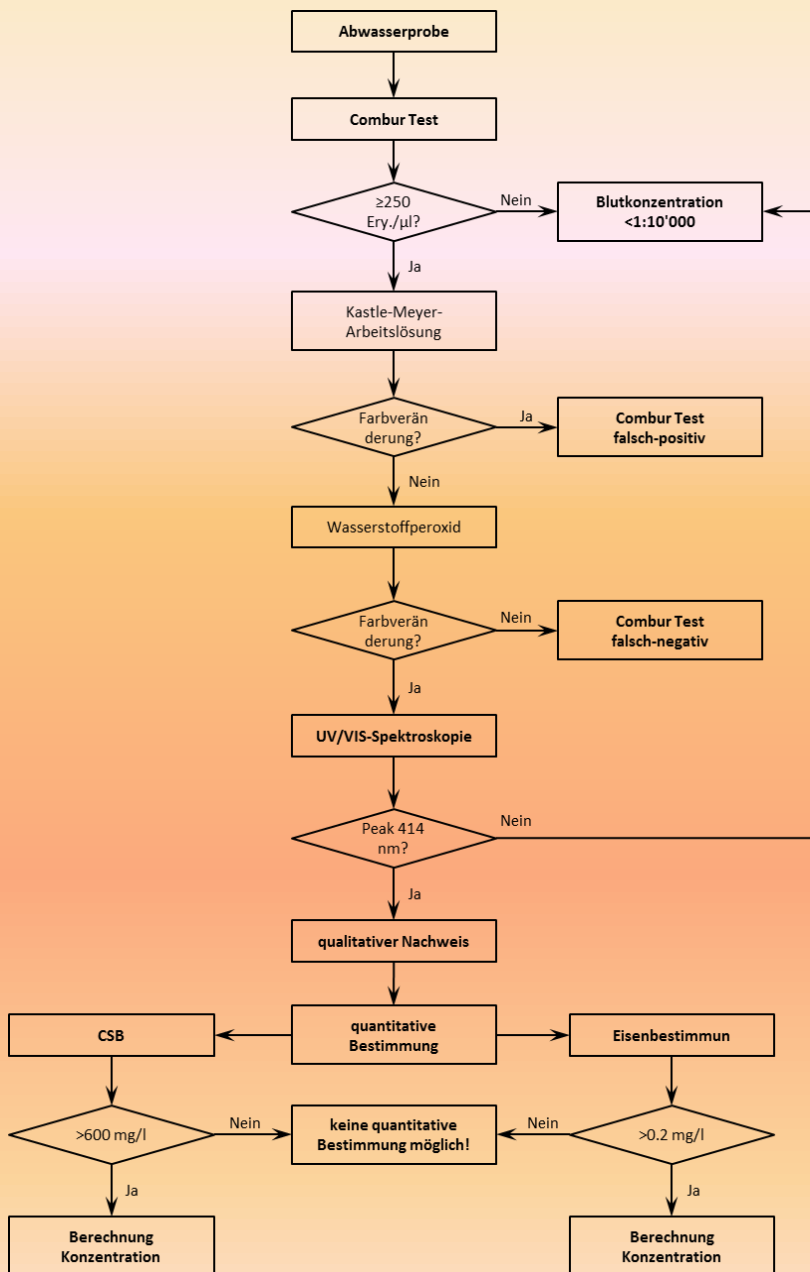 Abwasserprobe
Combur Test
≥250
Ery./µl?
Nein
Blutkonzentration
<1:10'000
Ja
Kastle-Meyer-
Arbeitslösung
Farbverän
derung?
Ja
Combur Test
falsch-positiv
Nein
Wasserstoffperoxid
Farbverän
derung?
Nein
Combur Test
falsch-negativ
Ja
UV/VIS-Spektroskopie
Peak 414
nm?
Nein
Ja
qualitativer Nachweis
CSB
quantitative
Bestimmung
Eisenbestimmun
>600 mg/l
Nein
keine quantitative
Bestimmung möglich!
Nein
>0.2 mg/l
Ja
Ja
Berechnung
Konzentration
Berechnung
Konzentration